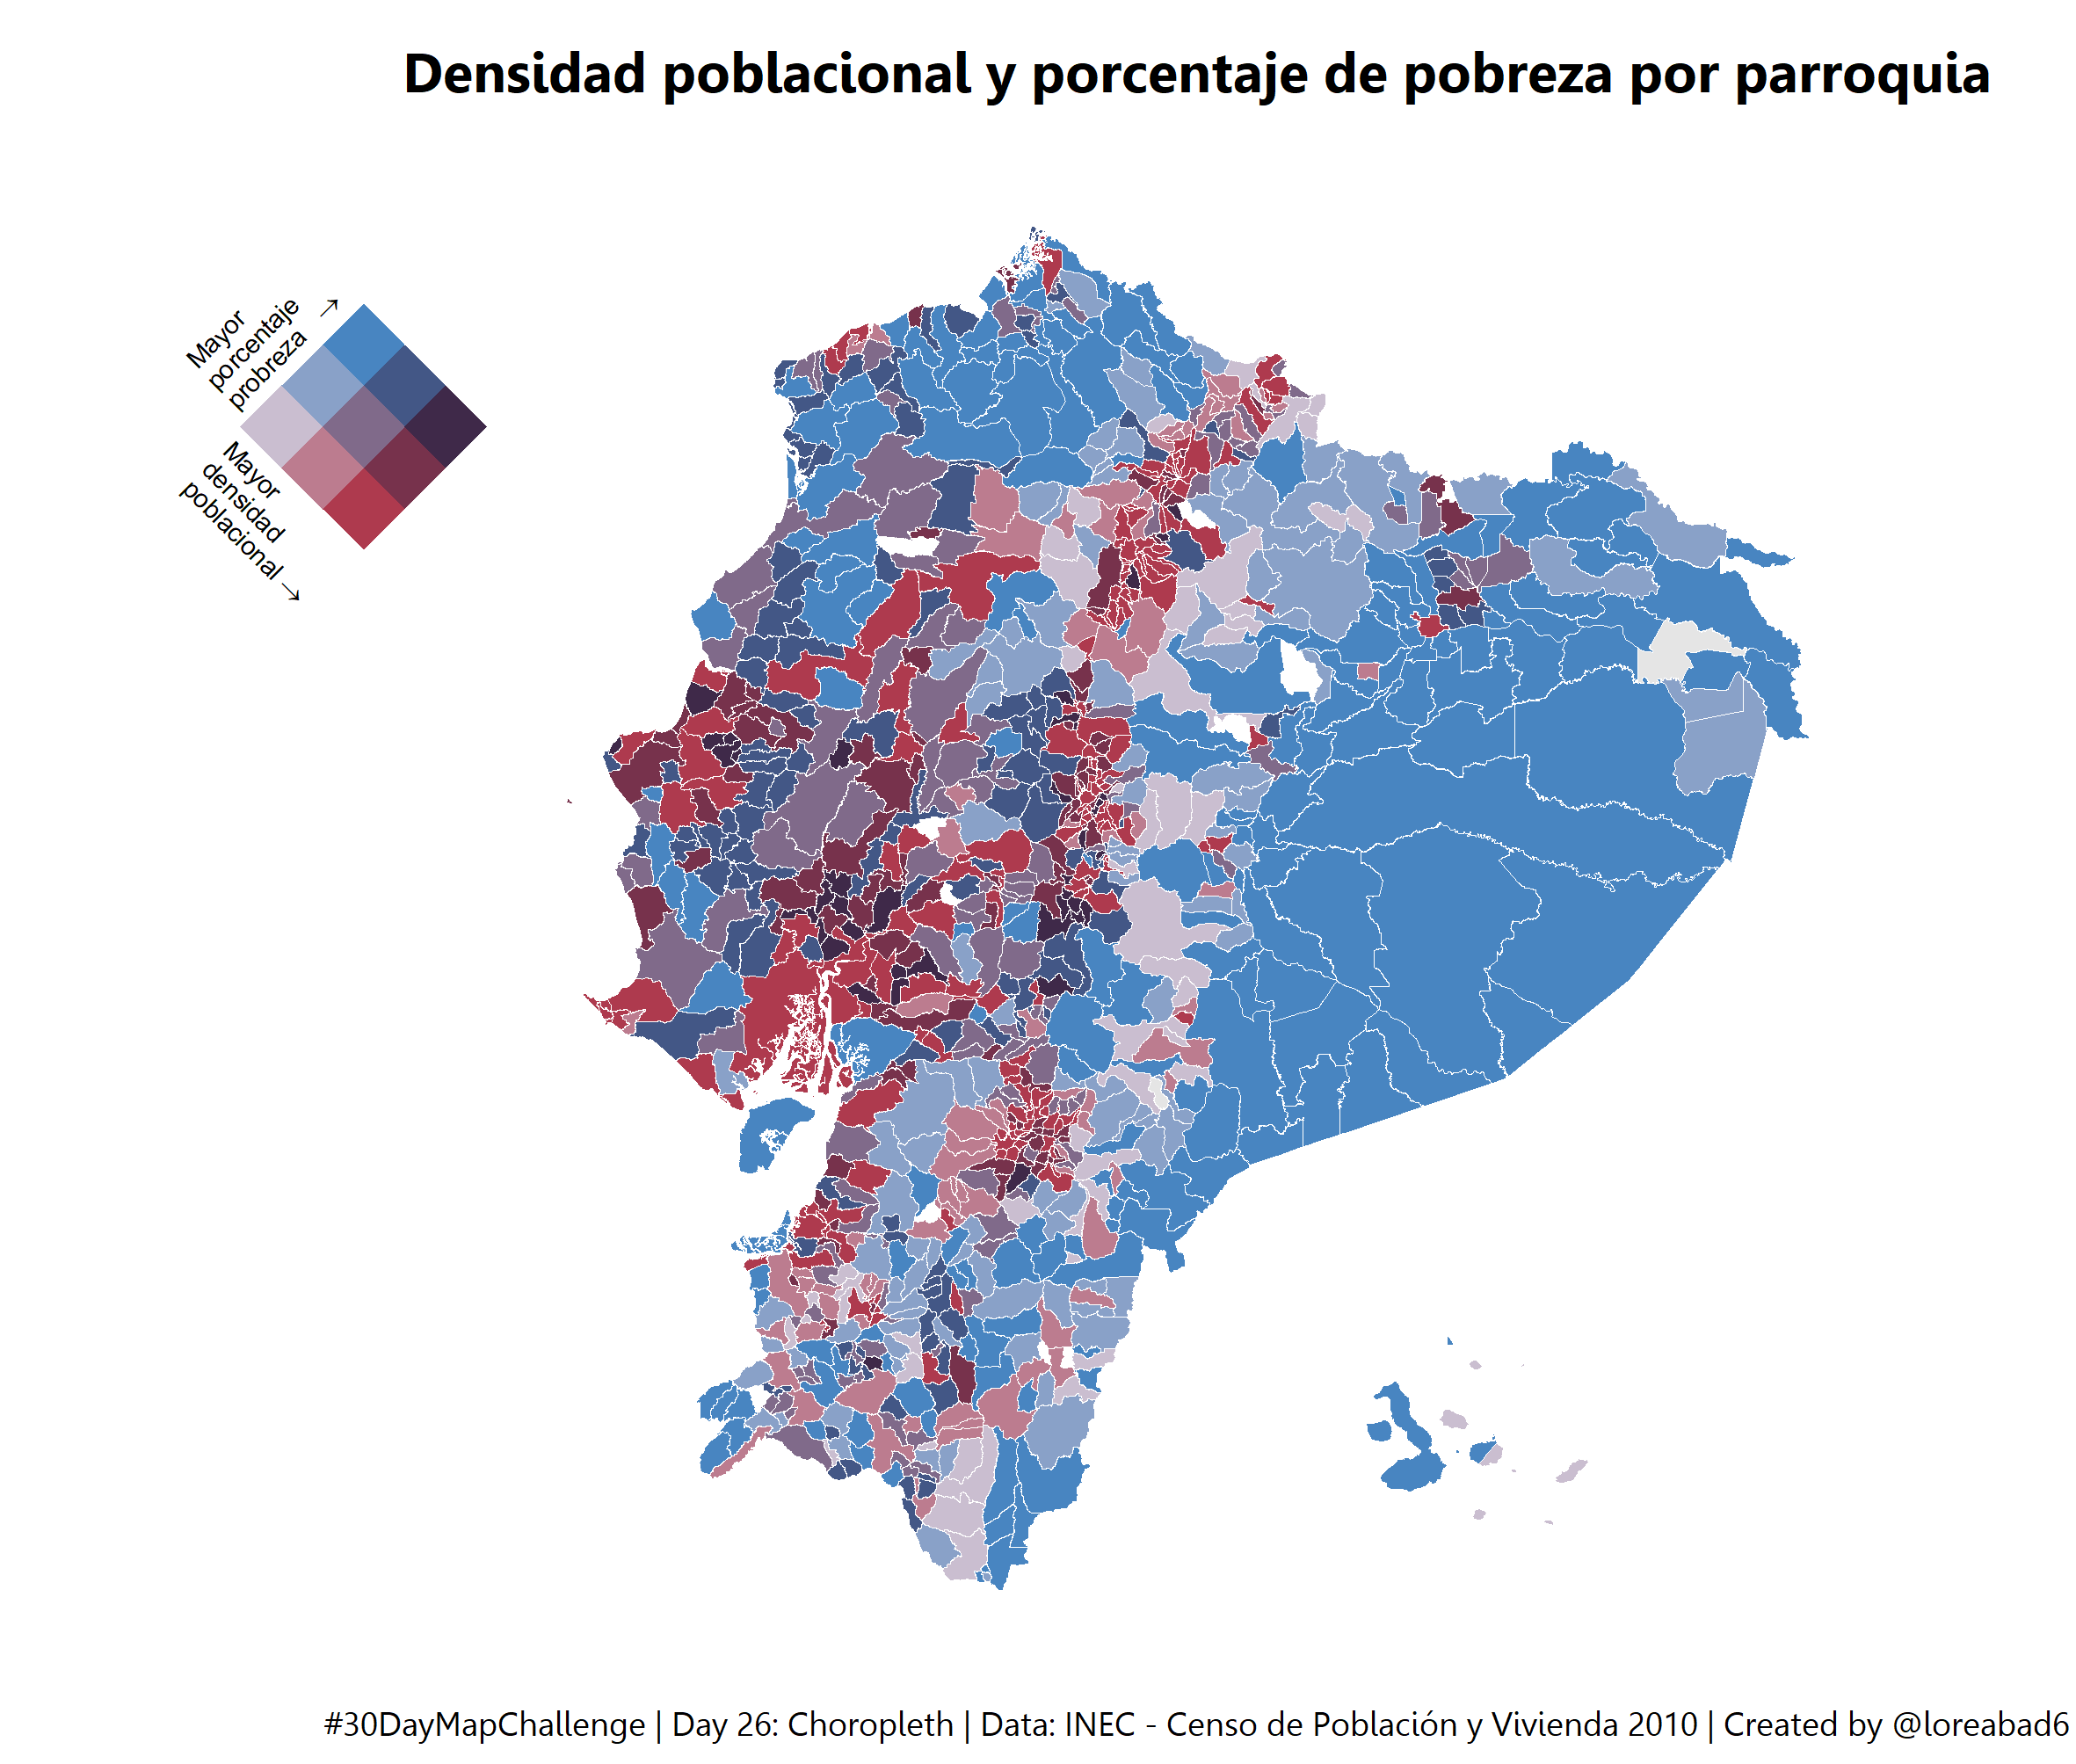 Densidad poblacional y porcentaje de pobreza por parroquia
Mayor
porcentaje
probreza →
Mayor
densidad
poblacional →
#30DayMapChallenge | Day 26: Choropleth | Data: INEC - Censo de Población y Vivienda 2010 | Created by @loreabad6